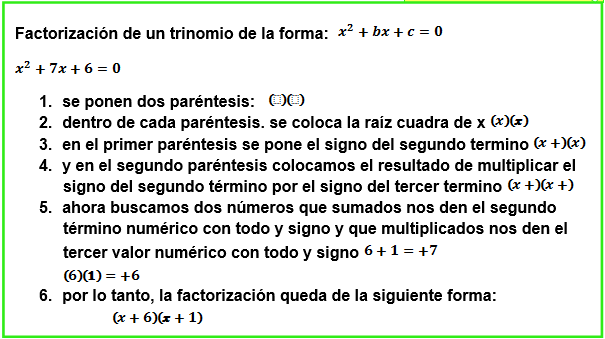 Factorización de un trinomio de la forma: x² + bx + c = 0
x² + 7x + 6 = 0
1. se ponen dos paréntesis: (⬚)(⬚)
2. dentro de cada paréntesis. se coloca la raíz cuadra de x (x)(x)
3. en el primer paréntesis se pone el signo del segundo termino (x +)(x)
4. y en el segundo paréntesis colocamos el resultado de multiplicar el
signo del segundo término por el signo del tercer termino (x +)(x +)
5. ahora buscamos dos números que sumados nos den el segundo
término numérico con todo y signo y que multiplicados nos den el
tercer valor numérico con todo y signo 6 + 1 = +7
(6)(1) = +6
6. por lo tanto, la factorización queda de la siguiente forma:
(x + 6)(x + 1)